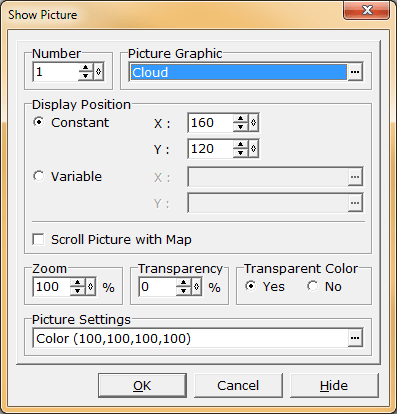 Show Picture
Number Picture Graphic
1 Cloud ...
Display Position
Constant X : 160
Y : 120
Variable X : ...
Y : ...
Scroll Picture with Map
Zoom Transparency Transparent Color
100 % 0 % Yes No
Picture Settings
Color (100,100,100,100) ...
OK Cancel Hide